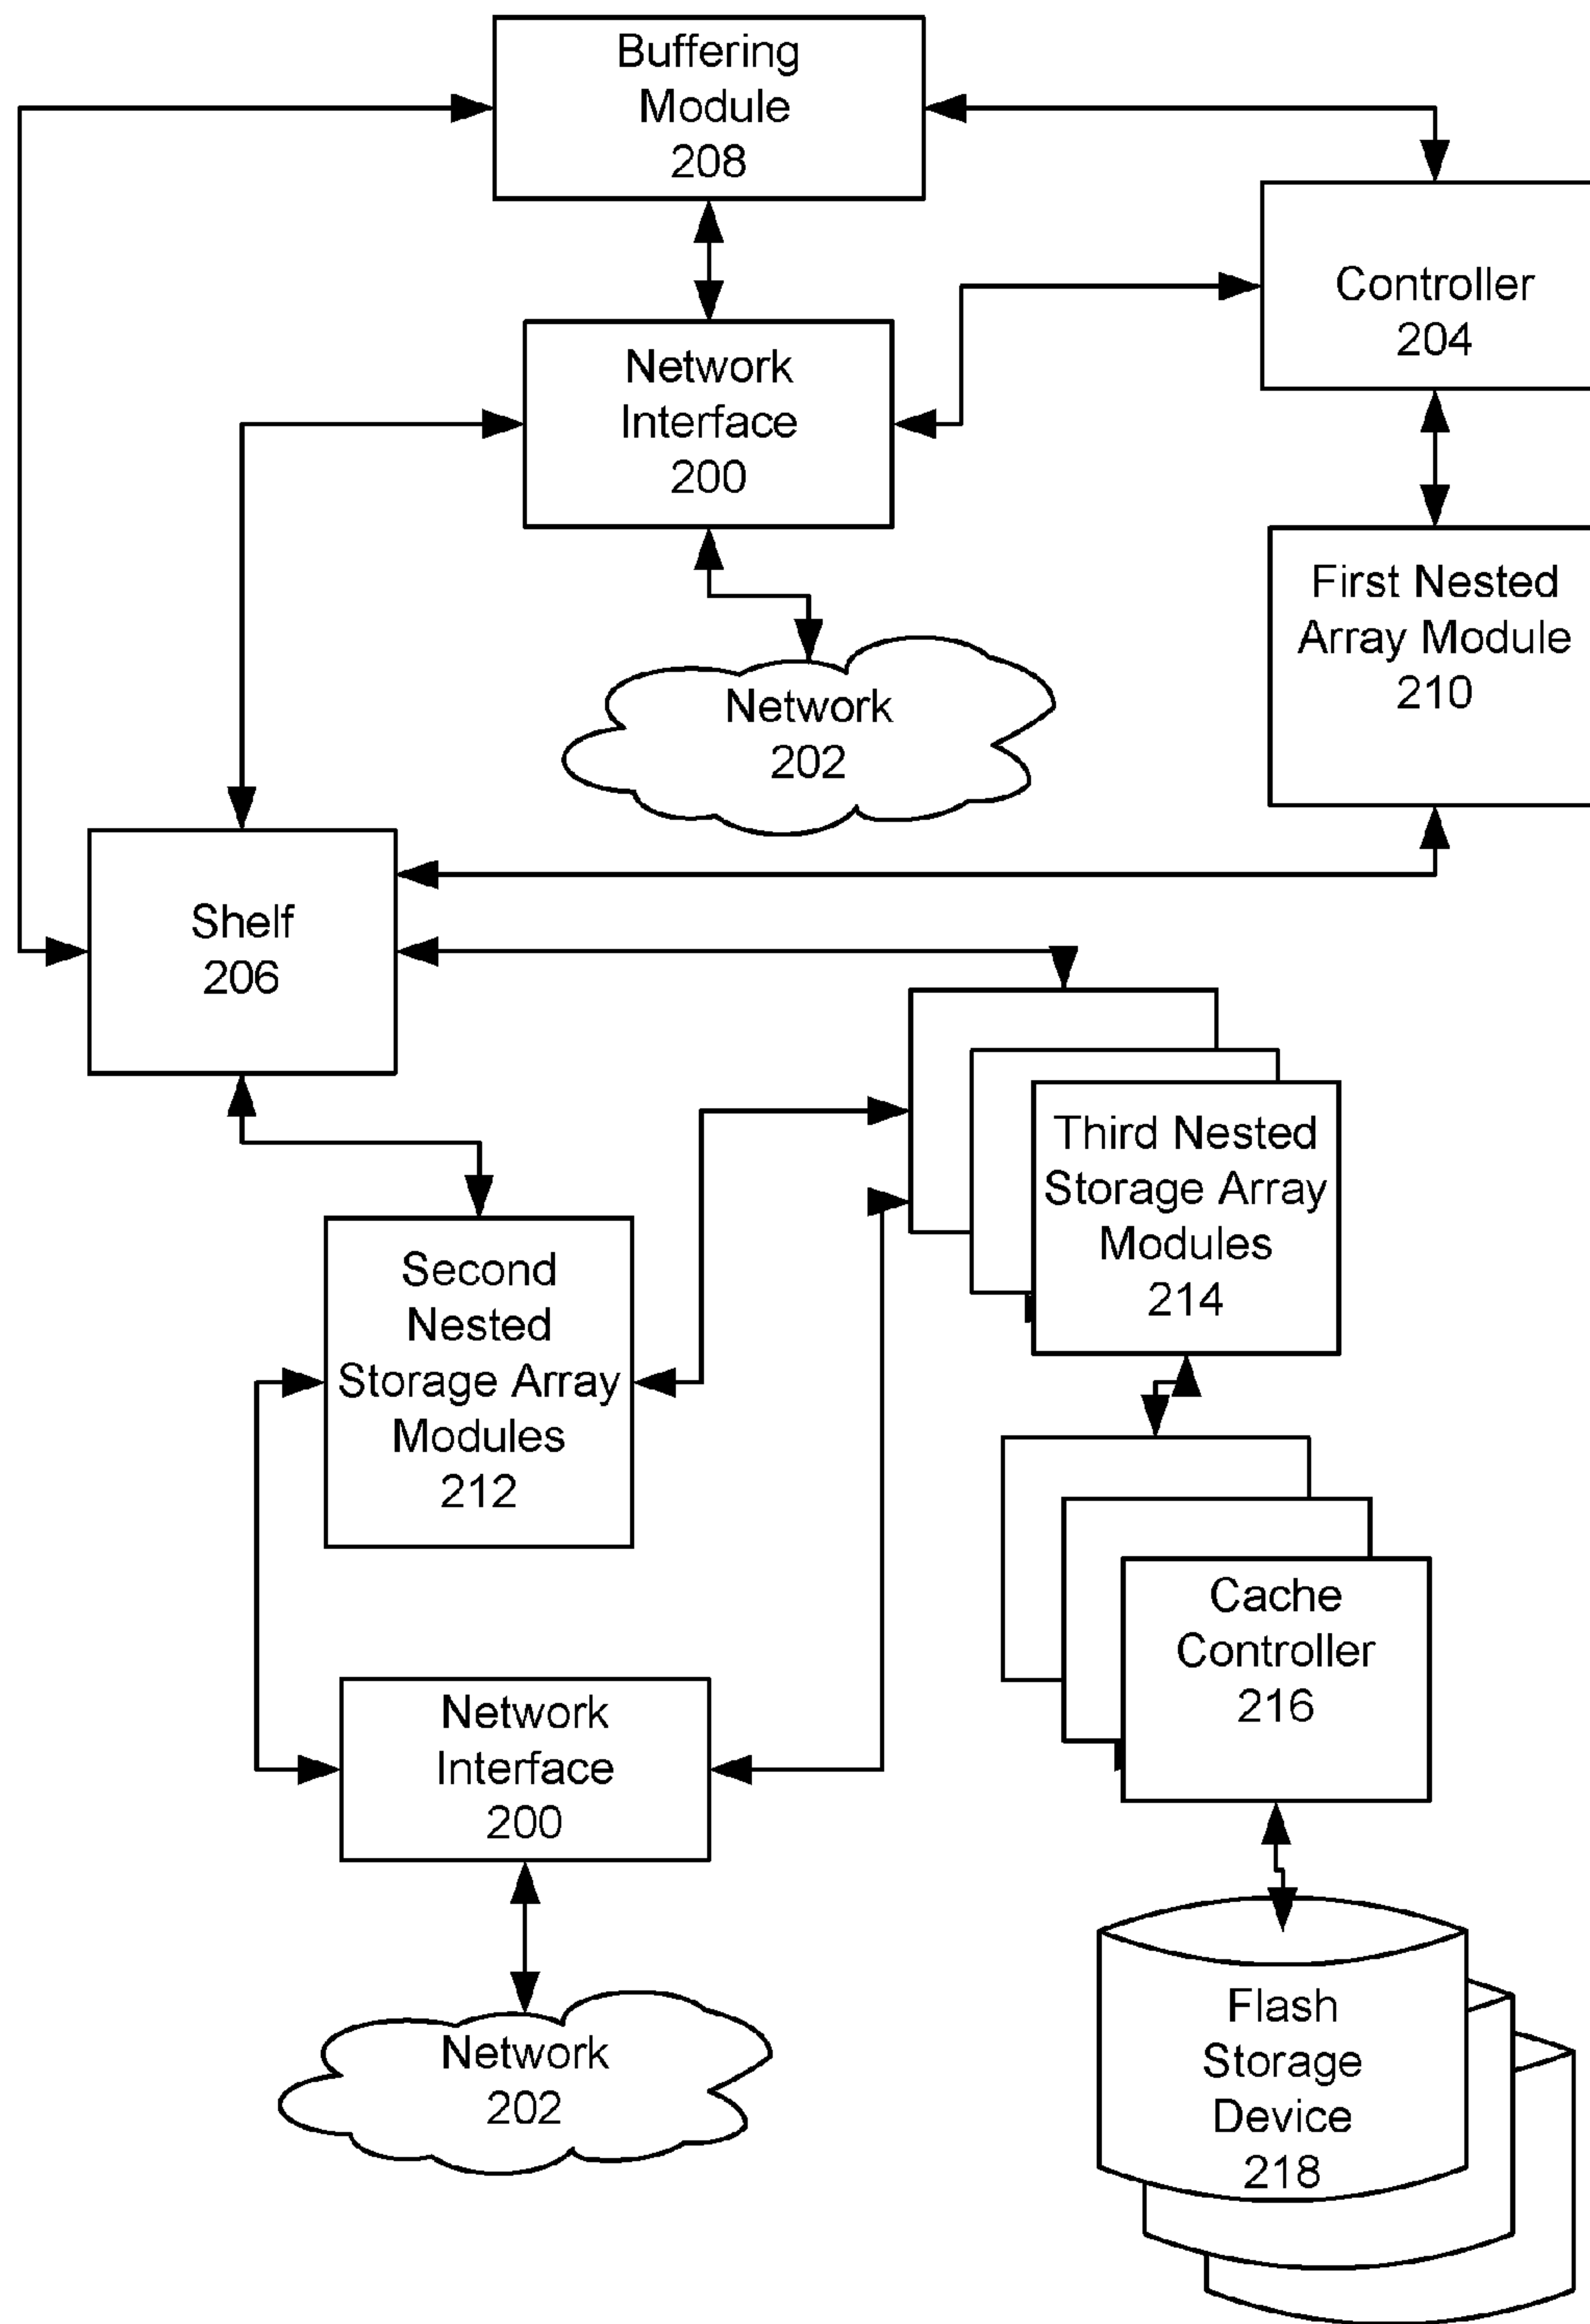 Buffering
Module
208
Controller
204
Network
Interface
200
First Nested
Array Module
210
Network
202
Shelf
206
Third Nested
Storage Array
Modules
214
Second
Nested
Storage Array
Modules
212
Cache
Controller
216
Network
Interface
200
Flash
Storage
Device
218
Network
202